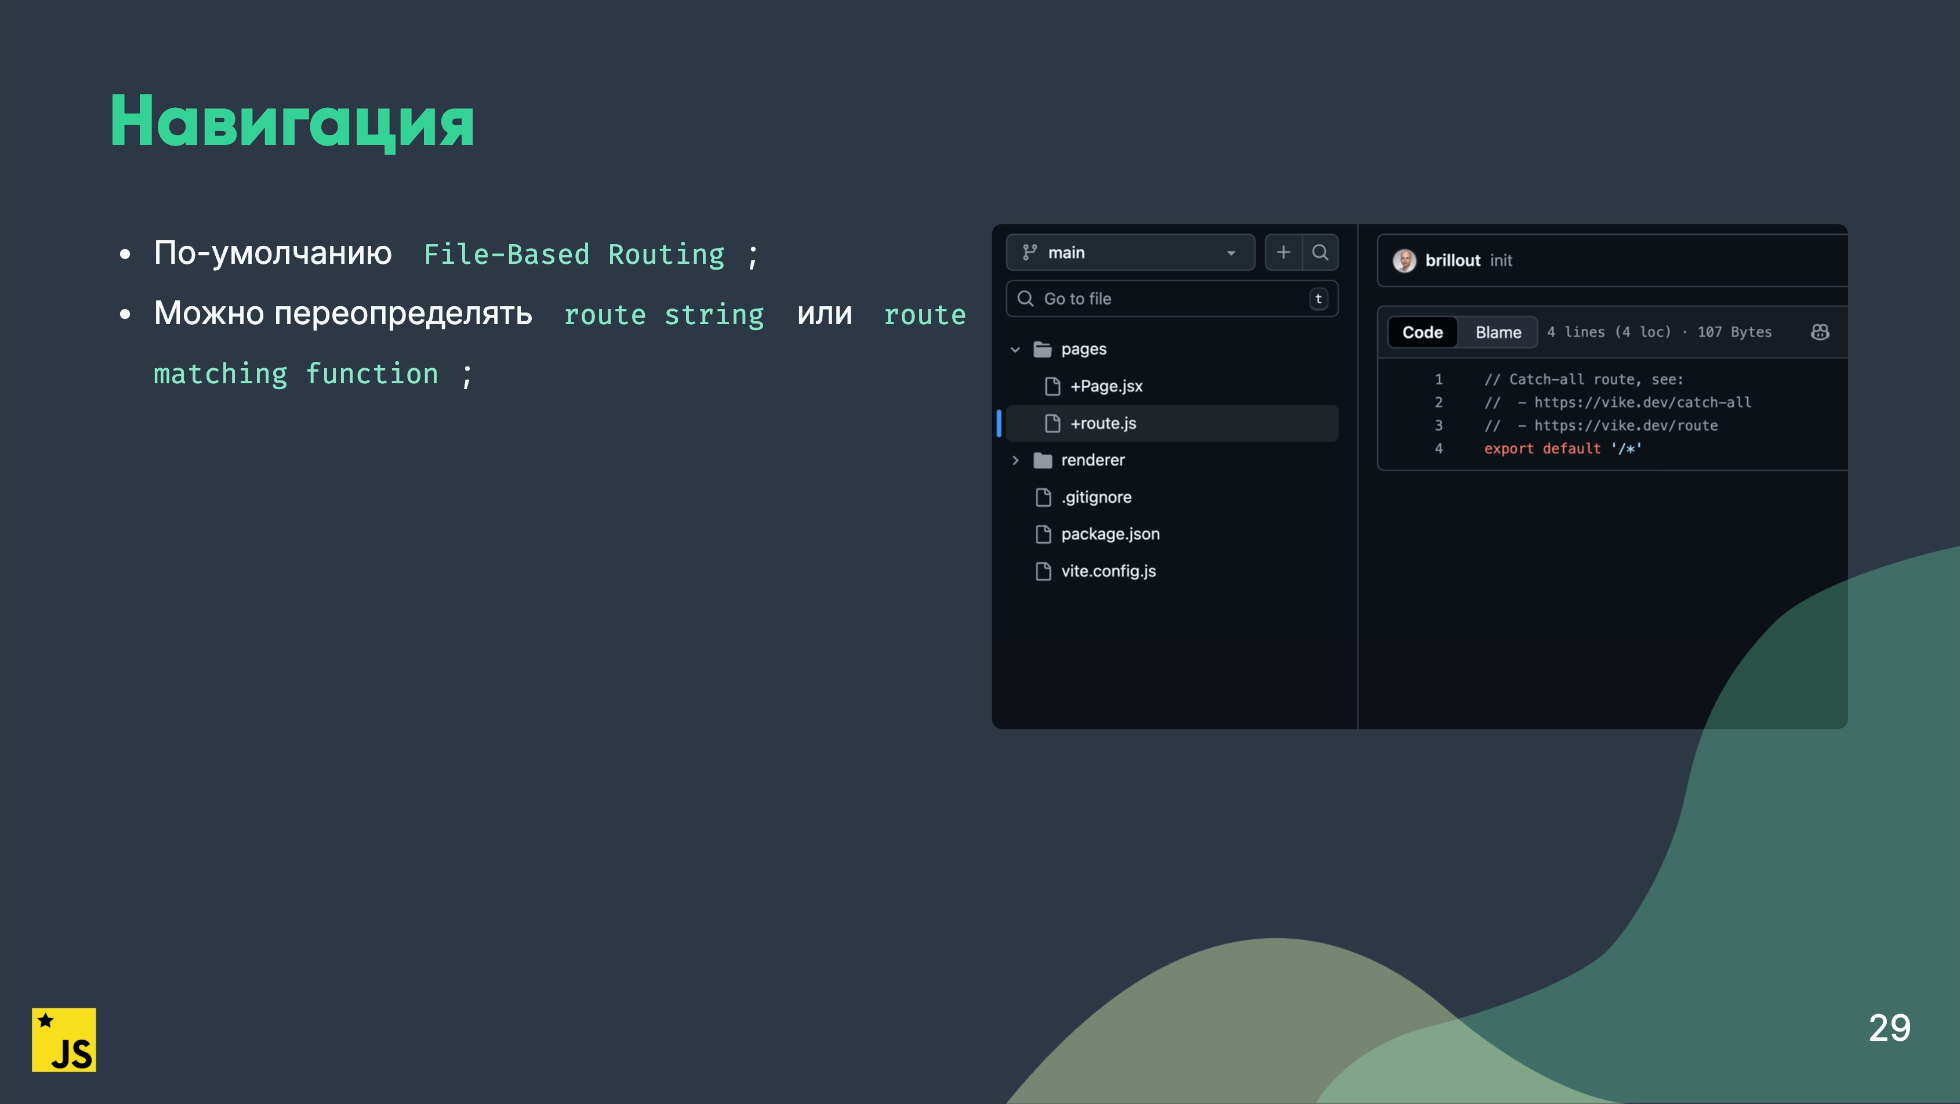 Навигация
• По-умолчанию File-Based Routing ;
• Можно переопределять route string или route
matching function ;
main
Go to file
t
pages
+Page.jsx
+route.js
renderer
.gitignore
package.json
vite.config.js
brillout init
Code Blame 4 lines (4 loc) · 107 Bytes
1 // Catch-all route, see:
2 //  - https://vike.dev/catch-all
3 //  - https://vike.dev/route
4 export default '/*'
JS
29